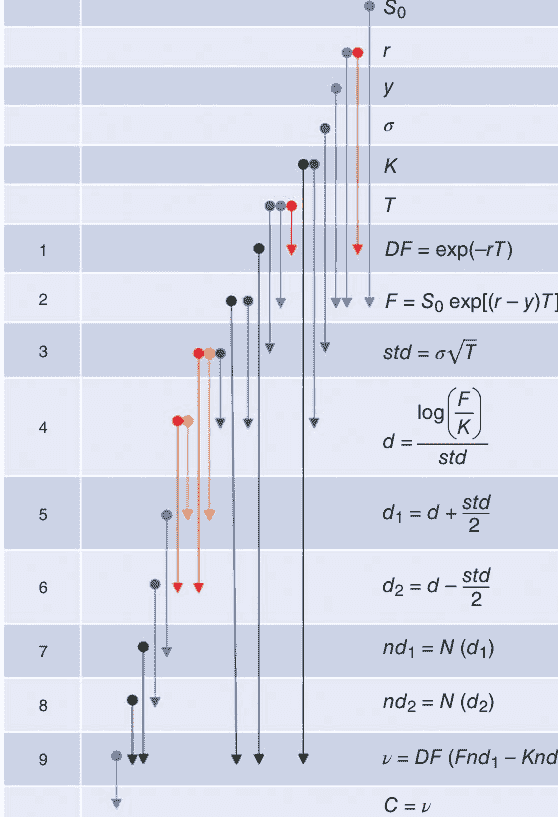 S₀
r
y
σ
K
T
1 DF = exp(–rT)
2 F = S₀ exp[(r – y)T]
3 std = σ√T
4 d = log(F/K)/std
5 d₁ = d + std/2
6 d₂ = d – std/2
7 nd₁ = N (d₁)
8 nd₂ = N (d₂)
9 ν = DF (Fnd₁ – Knd
C = ν